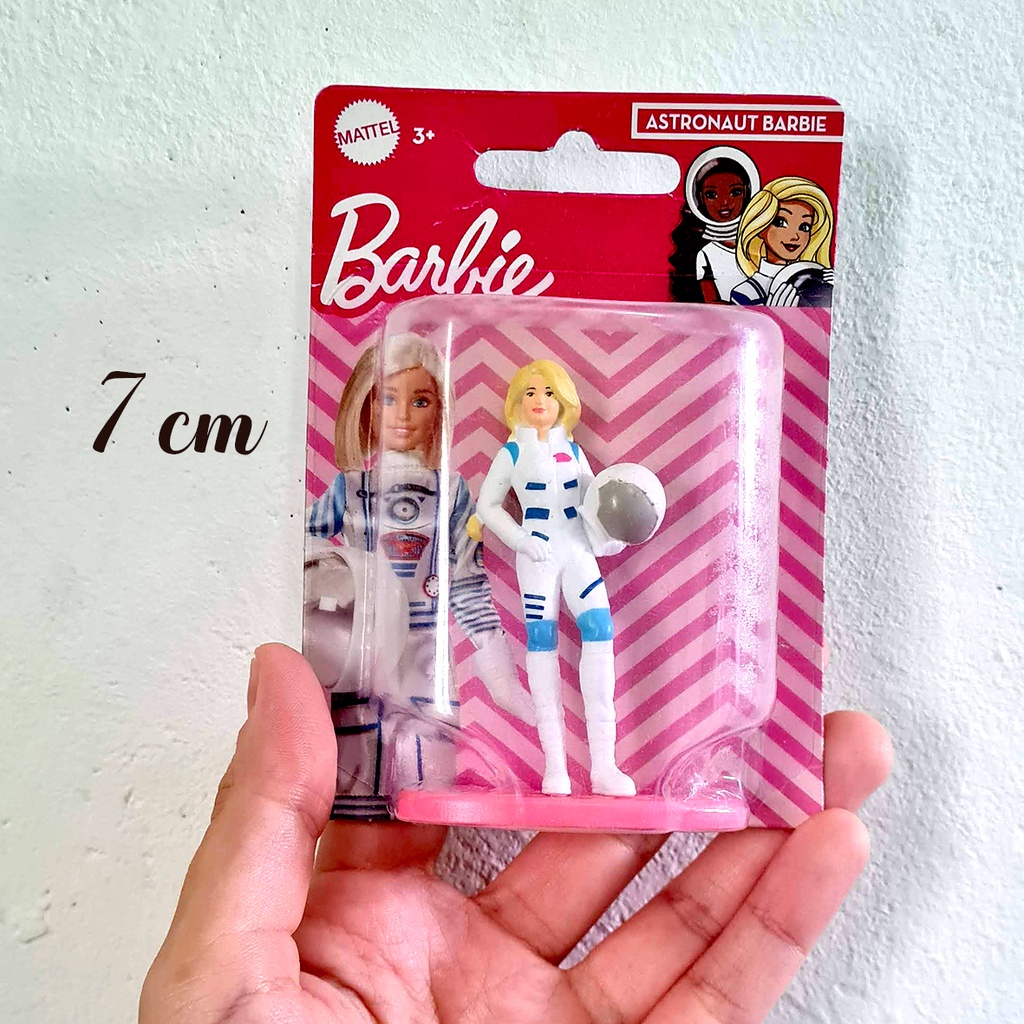 MATTEL
3+
ASTRONAUT BARBIE
Barbie
7 cm